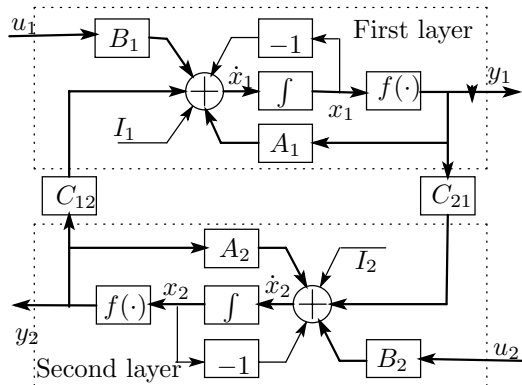 u₁
B₁
−1
First layer
ẋ₁
∫
x₁
f(·)
y₁
I₁
A₁
C₁₂
C₂₁
A₂
I₂
x₂
ẋ₂
f(·)
∫
y₂
u₂
−1
B₂
Second layer